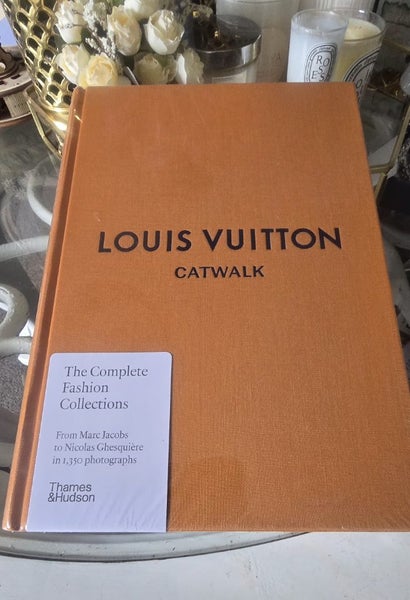 LOUIS VUITTON
CATWALK
The Complete
Fashion
Collections
From Marc Jacobs
to Nicolas Ghesquière
in 1,350 photographs
Thames
&Hudson